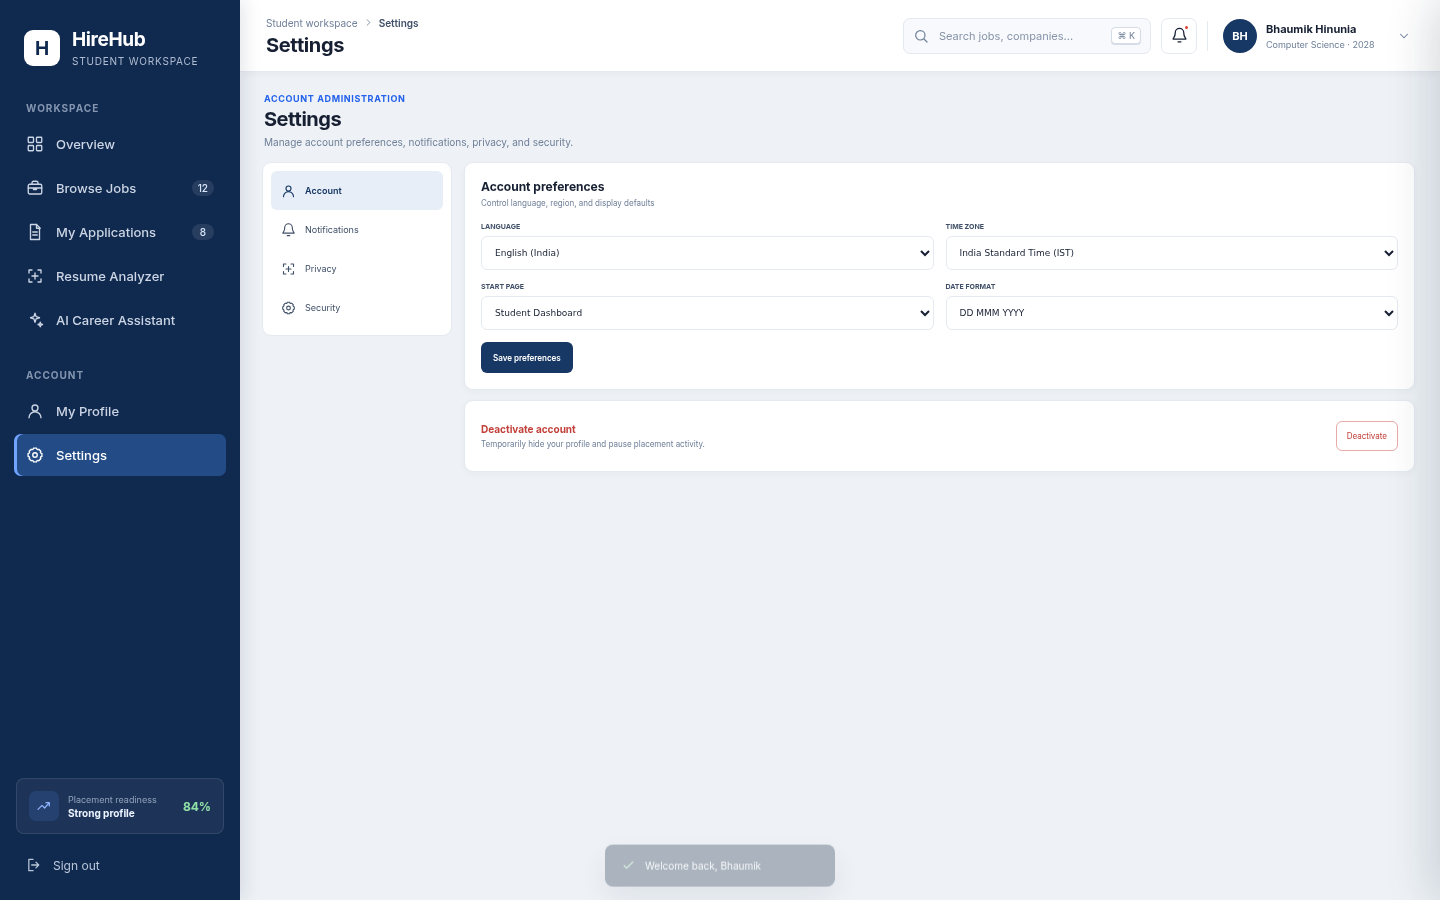 H
HireHub
STUDENT WORKSPACE
WORKSPACE
Overview
Browse Jobs 12
My Applications 8
Resume Analyzer
AI Career Assistant
ACCOUNT
My Profile
Settings
Placement readiness
Strong profile
84%
Sign out
Student workspace > Settings
Settings
Search jobs, companies... ⌘ K
BH
Bhaumik Hinunia
Computer Science · 2028
ACCOUNT ADMINISTRATION
Settings
Manage account preferences, notifications, privacy, and security.
Account
Notifications
Privacy
Security
Account preferences
Control language, region, and display defaults
LANGUAGE
English (India)
TIME ZONE
India Standard Time (IST)
START PAGE
Student Dashboard
DATE FORMAT
DD MMM YYYY
Save preferences
Deactivate account
Temporarily hide your profile and pause placement activity.
Deactivate
Welcome back, Bhaumik